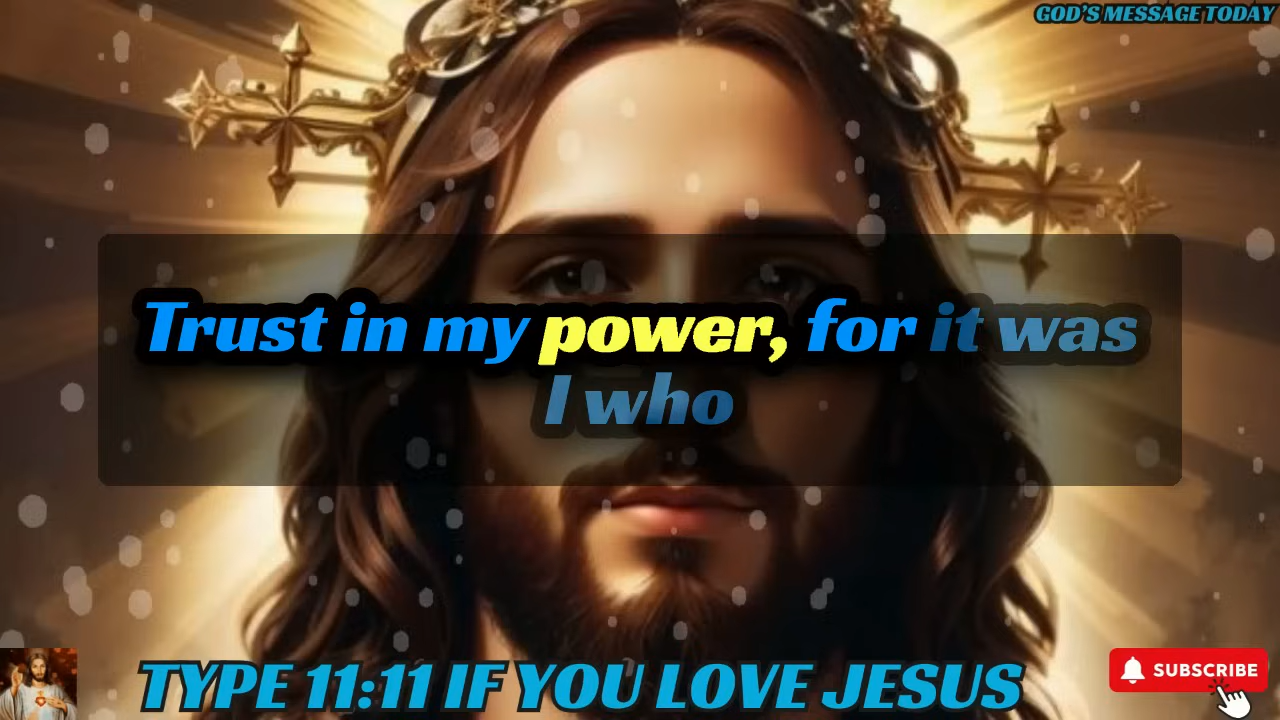 GOD'S MESSAGE TODAY
Trust in my power, for it was
I who
TYPE 11:11 IF YOU LOVE JESUS
SUBSCRIBE